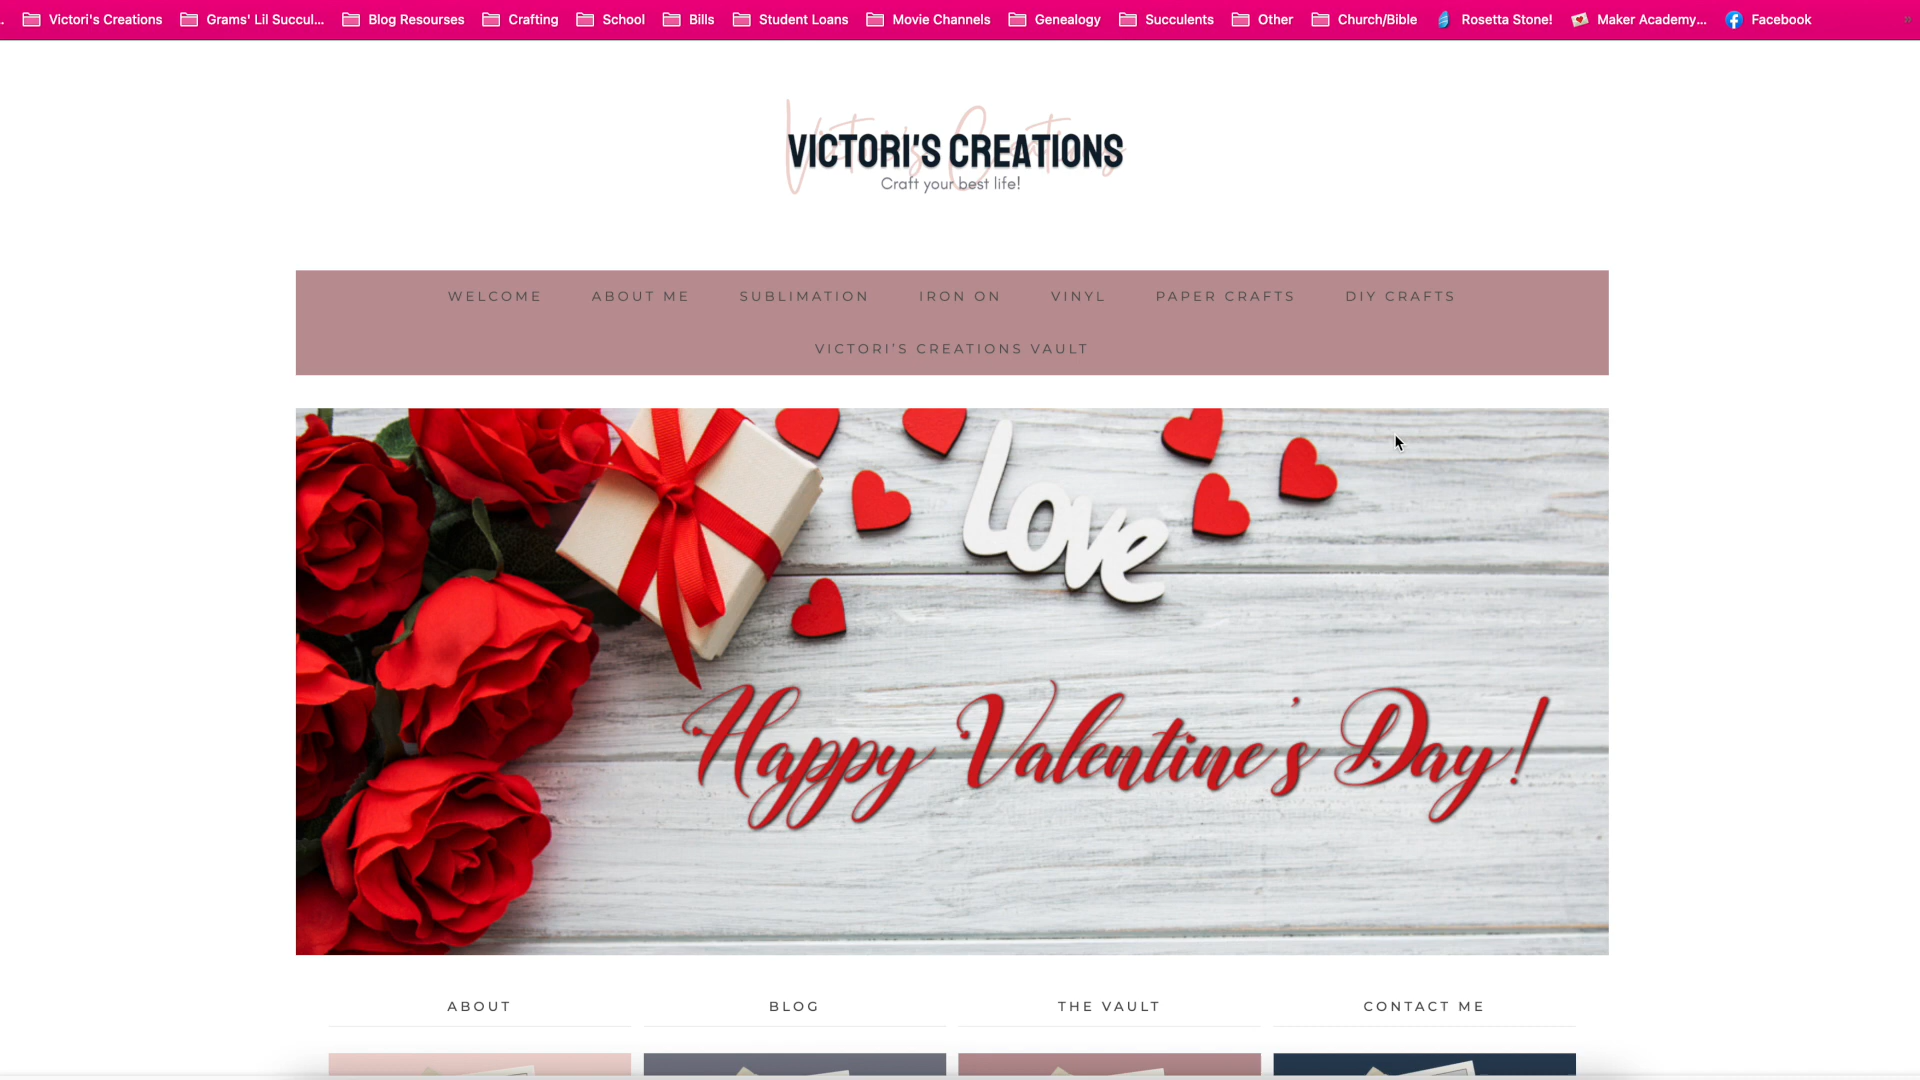 Victori's Creations Grams' Lil Succul... Blog Resourses Crafting School Bills Student Loans Movie Channels Genealogy Succulents Other Church/Bible Rosetta Stone! Maker Academy... Facebook
Victori's Creations
VICTORI'S CREATIONS
Craft your best life!
WELCOME ABOUT ME SUBLIMATION IRON ON VINYL PAPER CRAFTS DIY CRAFTS
VICTORI'S CREATIONS VAULT
Love
Happy Valentine's Day!
ABOUT BLOG THE VAULT CONTACT ME